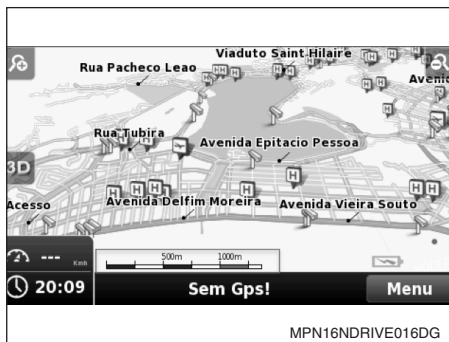 Viaduto Saint Hilaire
Rua Pacheco Leao
Avenid
Rua Tubira
Avenida Epitacio Pessoa
3D
H
H
H
H
Acesso
Avenida Delfim Moreira
Avenida Vieira Souto
---
Kmh
500m 1000m
20:09
Sem Gps!
Menu
MPN16NDRIVE016DG